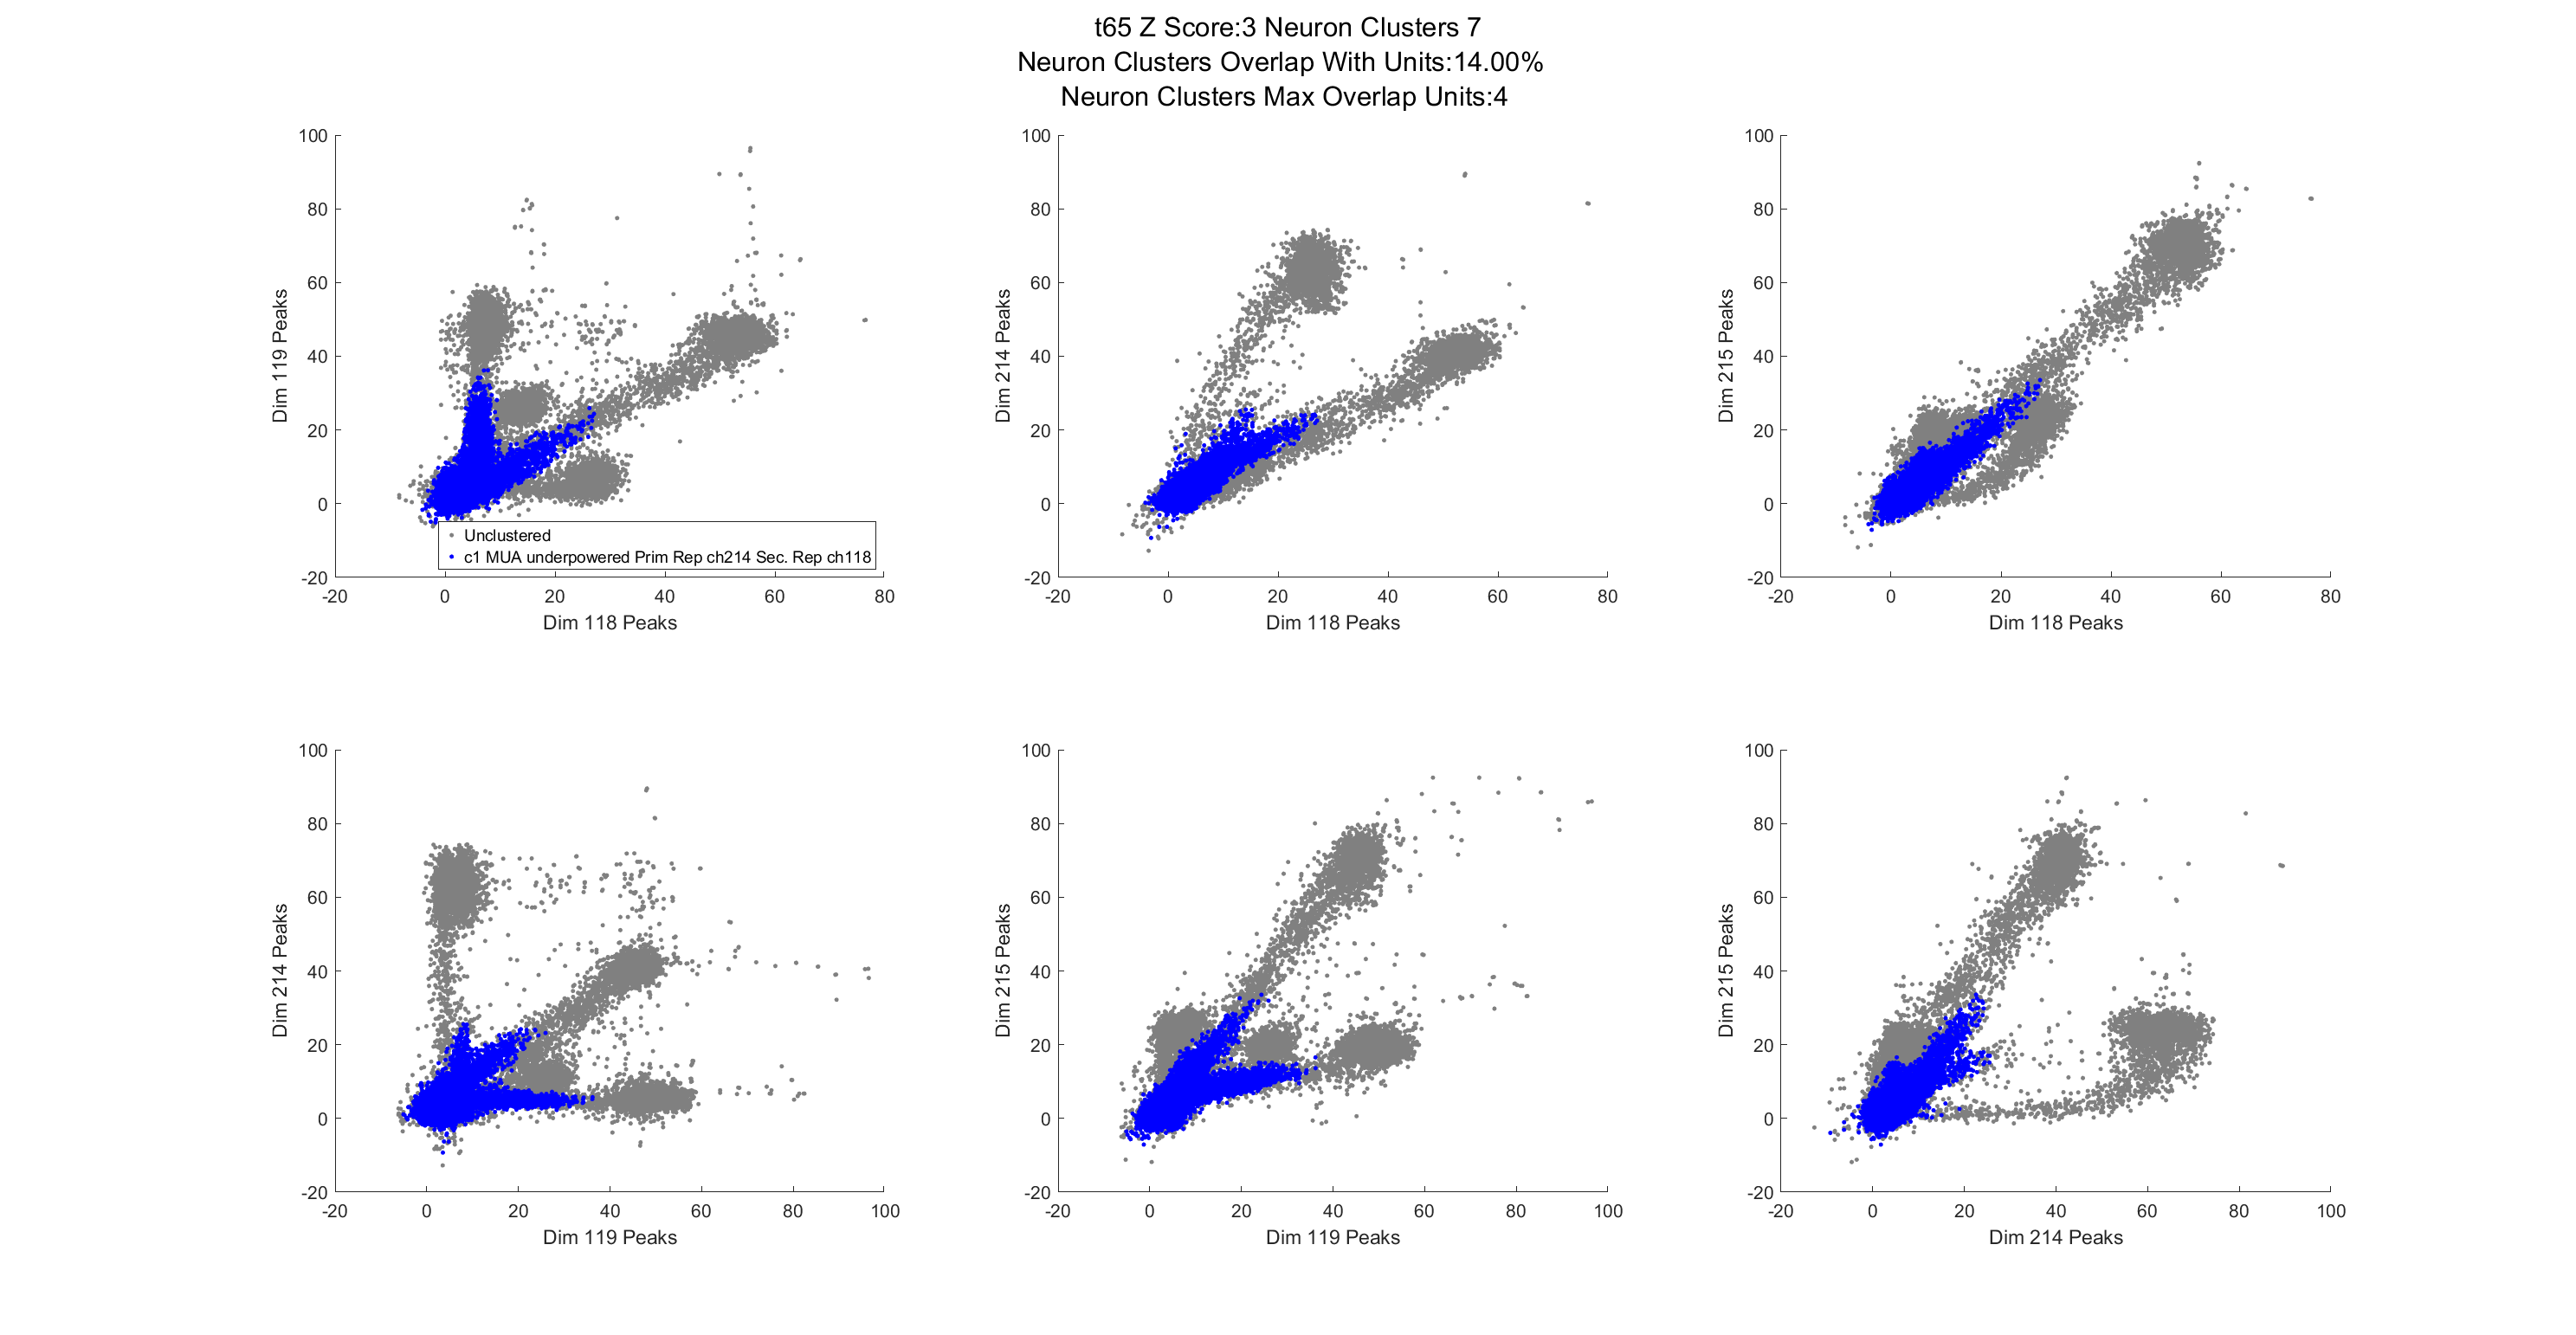 t65 Z Score:3 Neuron Clusters 7
Neuron Clusters Overlap With Units:14.00%
Neuron Clusters Max Overlap Units:4
100
80
60
40
20
0
-20
Dim 119 Peaks
-20 0 20 40 60 80
Dim 118 Peaks
Unclustered
c1 MUA underpowered Prim Rep ch214 Sec. Rep ch118
100
80
60
40
20
0
-20
Dim 214 Peaks
-20 0 20 40 60 80
Dim 118 Peaks
100
80
60
40
20
0
-20
Dim 215 Peaks
-20 0 20 40 60 80
Dim 118 Peaks
100
80
60
40
20
0
-20
Dim 214 Peaks
-20 0 20 40 60 80 100
Dim 119 Peaks
100
80
60
40
20
0
-20
Dim 215 Peaks
-20 0 20 40 60 80 100
Dim 119 Peaks
100
80
60
40
20
0
-20
Dim 215 Peaks
-20 0 20 40 60 80 100
Dim 214 Peaks